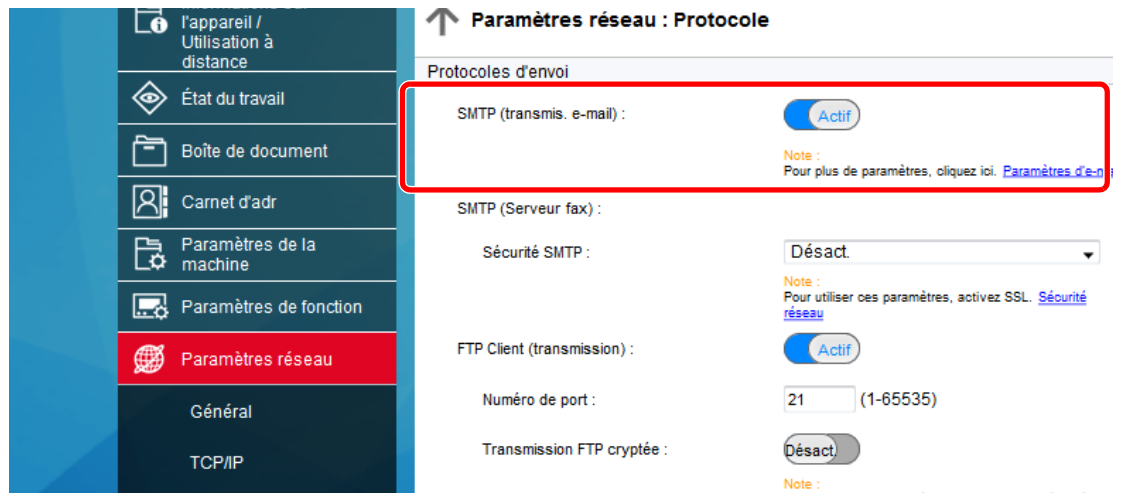 l'appareil /
Utilisation à
distance
État du travail
Boîte de document
Carnet d'adr
Paramètres de la
machine
Paramètres de fonction
Paramètres réseau
Général
TCP/IP
Paramètres réseau : Protocole
Protocoles d'envoi
SMTP (transmis. e-mail) :
Actif
Note :
Pour plus de paramètres, cliquez ici. Paramètres d'e-
SMTP (Serveur fax) :
Sécurité SMTP :
Désact.
Note :
Pour utiliser ces paramètres, activez SSL. Sécurité
réseau
FTP Client (transmission) :
Actif
Numéro de port :
21 (1-65535)
Transmission FTP cryptée :
Désact.
Note :